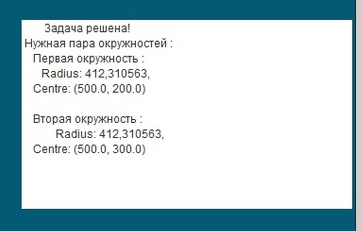 Задача решена!
Нужная пара окружностей :
Первая окружность :
Radius: 412,310563,
Centre: (500.0, 200.0)
Вторая окружность :
Radius: 412,310563,
Centre: (500.0, 300.0)